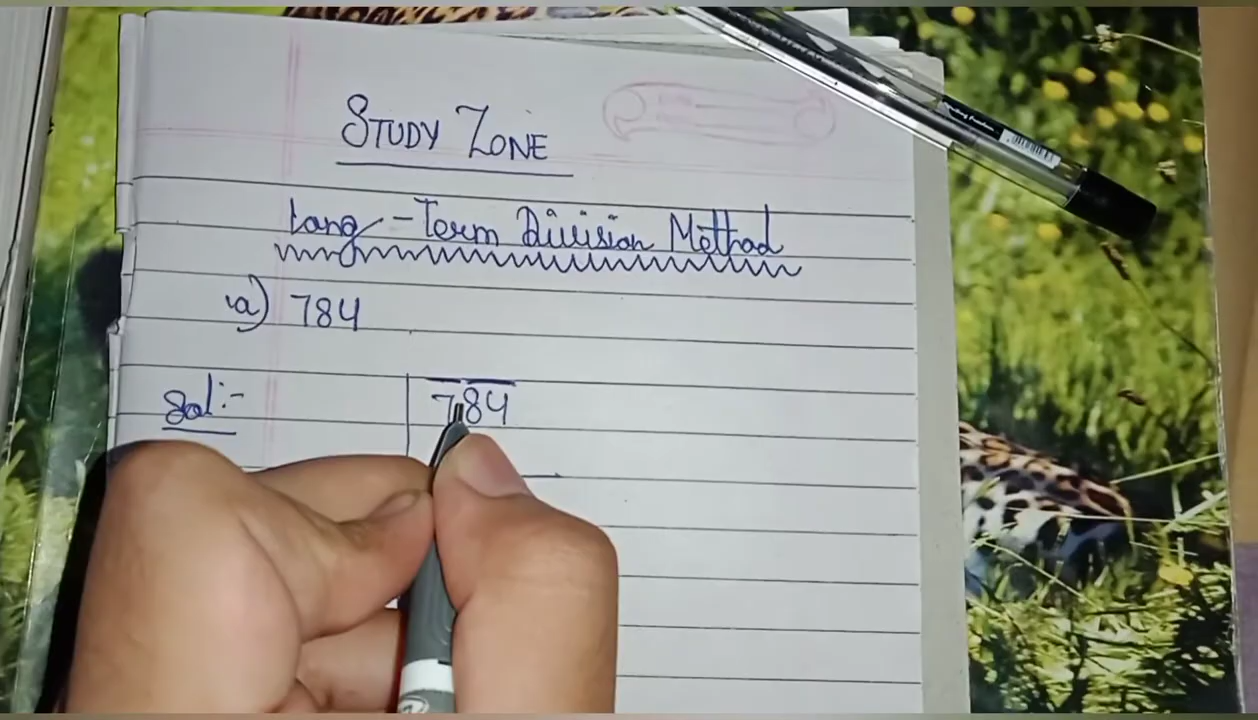 STUDY ZONE
Long-Term Division Method
a) 784
Sol:-
784